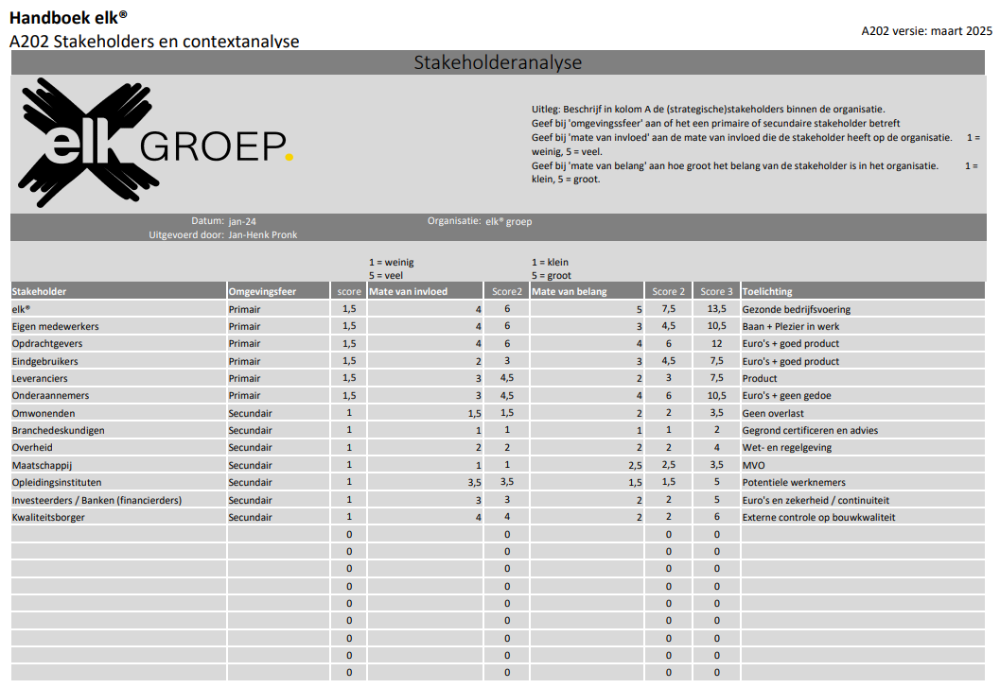 Handboek elk®
A202 Stakeholders en contextanalyse
A202 versie: maart 2025
Stakeholderanalyse
elk GROEP.
Uitleg: Beschrijf in kolom A de (strategische)stakeholders binnen de organisatie.
Geef bij 'omgevingssfeer' aan of het een primaire of secundaire stakeholder betreft
Geef bij 'mate van invloed' aan de mate van invloed die de stakeholder heeft op de organisatie. 1 =
weinig, 5 = veel.
Geef bij 'mate van belang' aan hoe groot het belang van de stakeholder is in het organisatie. 1 =
klein, 5 = groot.
Datum: jan-24 Organisatie: elk® groep
Uitgevoerd door: Jan-Henk Pronk
1 = weinig 1 = klein
5 = veel 5 = groot
Stakeholder Omgevingsfeer score Mate van invloed Score2 Mate van belang Score 2 Score 3 Toelichting
elk® Primair 1,5 4 6 5 7,5 13,5 Gezonde bedrijfsvoering
Eigen medewerkers Primair 1,5 4 6 3 4,5 10,5 Baan + Plezier in werk
Opdrachtgevers Primair 1,5 4 6 4 6 12 Euro's + goed product
Eindgebruikers Primair 1,5 2 3 3 4,5 7,5 Euro's + goed product
Leveranciers Primair 1,5 3 4,5 2 3 7,5 Product
Onderaannemers Primair 1,5 3 4,5 4 6 10,5 Euro's + geen gedoe
Omwonenden Secundair 1 1,5 1,5 2 2 3,5 Geen overlast
Branchedeskundigen Secundair 1 1 1 1 1 2 Gegrond certificeren en advies
Overheid Secundair 1 2 2 2 2 4 Wet- en regelgeving
Maatschappij Secundair 1 1 1 2,5 2,5 3,5 MVO
Opleidingsinstituten Secundair 1 3,5 3,5 1,5 1,5 5 Potentiele werknemers
Investeerders / Banken (financierders) Secundair 1 3 3 2 2 5 Euro's en zekerheid / continuiteit
Kwaliteitsborger Secundair 1 4 4 2 2 6 Externe controle op bouwkwaliteit
0 0 0 0
0 0 0 0
0 0 0 0
0 0 0 0
0 0 0 0
0 0 0 0
0 0 0 0
0 0 0 0
0 0 0 0